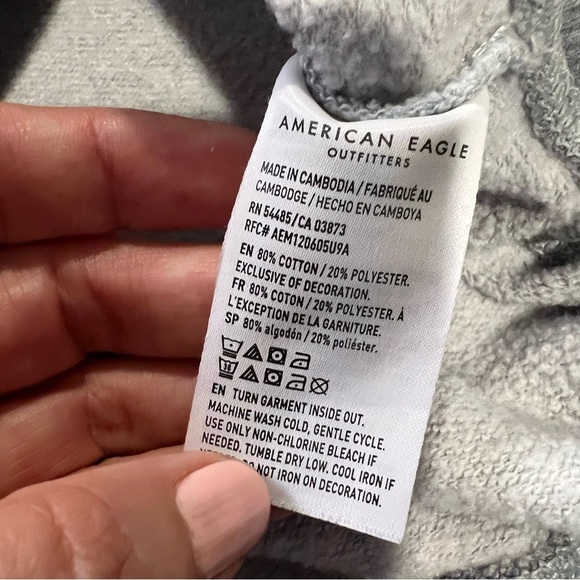 AMERICAN EAGLE
OUTFITTERS
MADE IN CAMBODIA / FABRIQUÉ AU
CAMBODGE / HECHO EN CAMBOYA
RN 54485/CA 03873
RFC# AEM120605U9A
EN 80% COTTON / 20% POLYESTER.
EXCLUSIVE OF DECORATION.
FR 80% COTON / 20% POLYESTER. À
L'EXCEPTION DE LA GARNITURE.
SP 80% algodón / 20% poliéster.
30
EN TURN GARMENT INSIDE OUT.
MACHINE WASH COLD, GENTLE CYCLE.
USE ONLY NON-CHLORINE BLEACH IF
NEEDED, TUMBLE DRY LOW, COOL IRON IF
DO NOT IRON ON DECORATION.